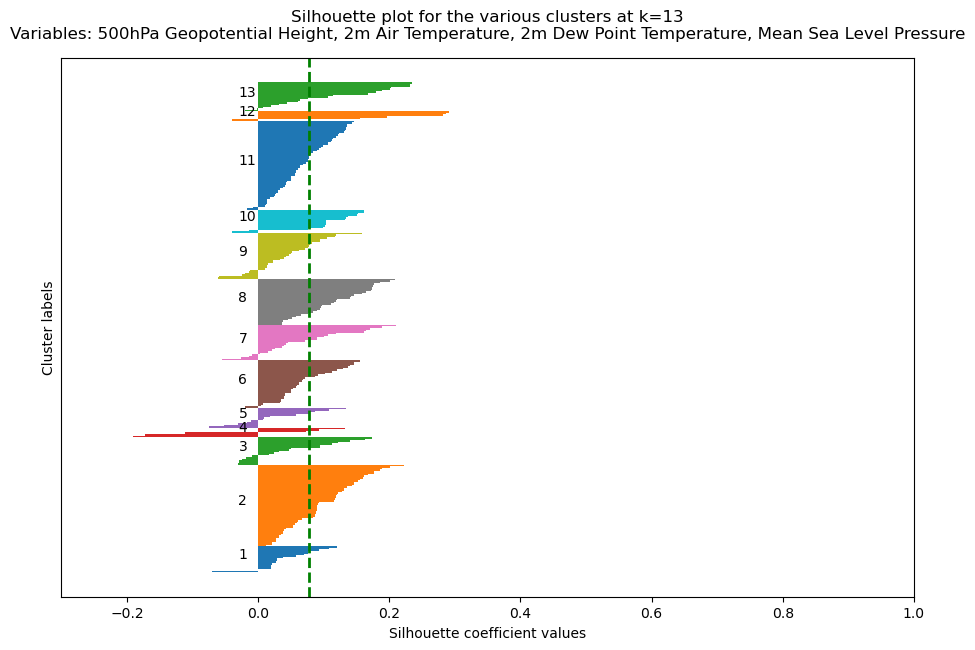 Silhouette plot for the various clusters at k=13
Variables: 500hPa Geopotential Height, 2m Air Temperature, 2m Dew Point Temperature, Mean Sea Level Pressure
Cluster labels
13
12
11
10
9
8
7
6
5
4
3
2
1
−0.2 0.0 0.2 0.4 0.6 0.8 1.0
Silhouette coefficient values